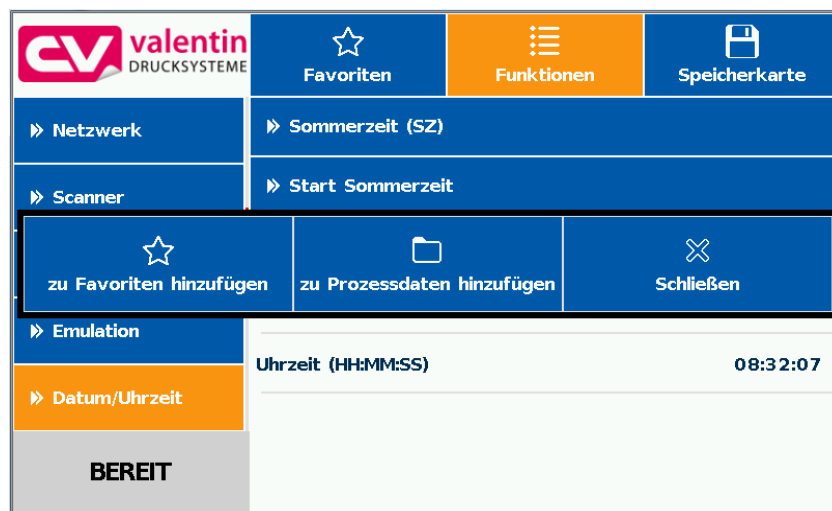 valentin
DRUCKSYSTEME
Favoriten
Funktionen
Speicherkarte
» Netzwerk
» Sommerzeit (SZ)
» Scanner
» Start Sommerzeit
zu Favoriten hinzufügen
zu Prozessdaten hinzufügen
Schließen
» Emulation
Uhrzeit (HH:MM:SS) 08:32:07
» Datum/Uhrzeit
BEREIT